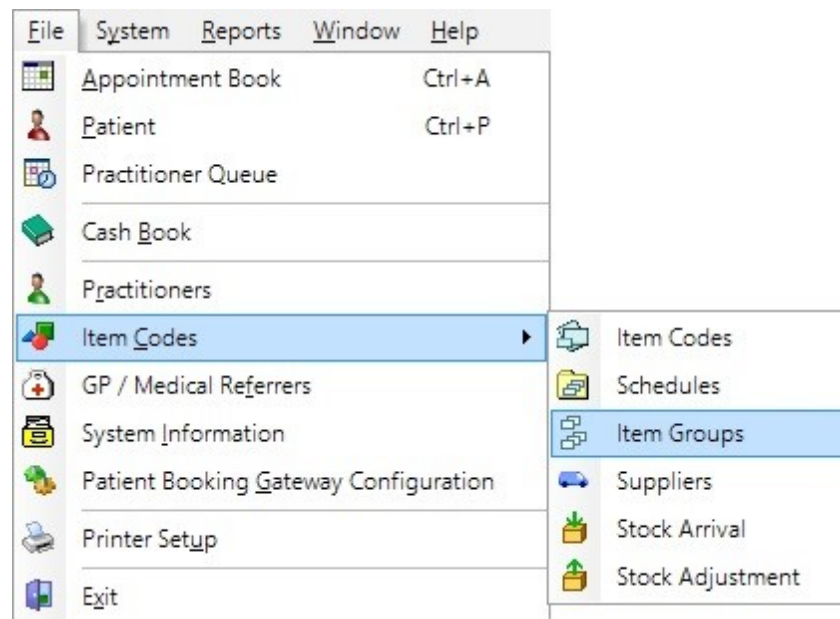 File System Reports Window Help
Appointment Book Ctrl+A
Patient Ctrl+P
Practitioner Queue
Cash Book
Practitioners
Item Codes
GP / Medical Referrers
System Information
Patient Booking Gateway Configuration
Printer Setup
Exit
Item Codes
Schedules
Item Groups
Suppliers
Stock Arrival
Stock Adjustment